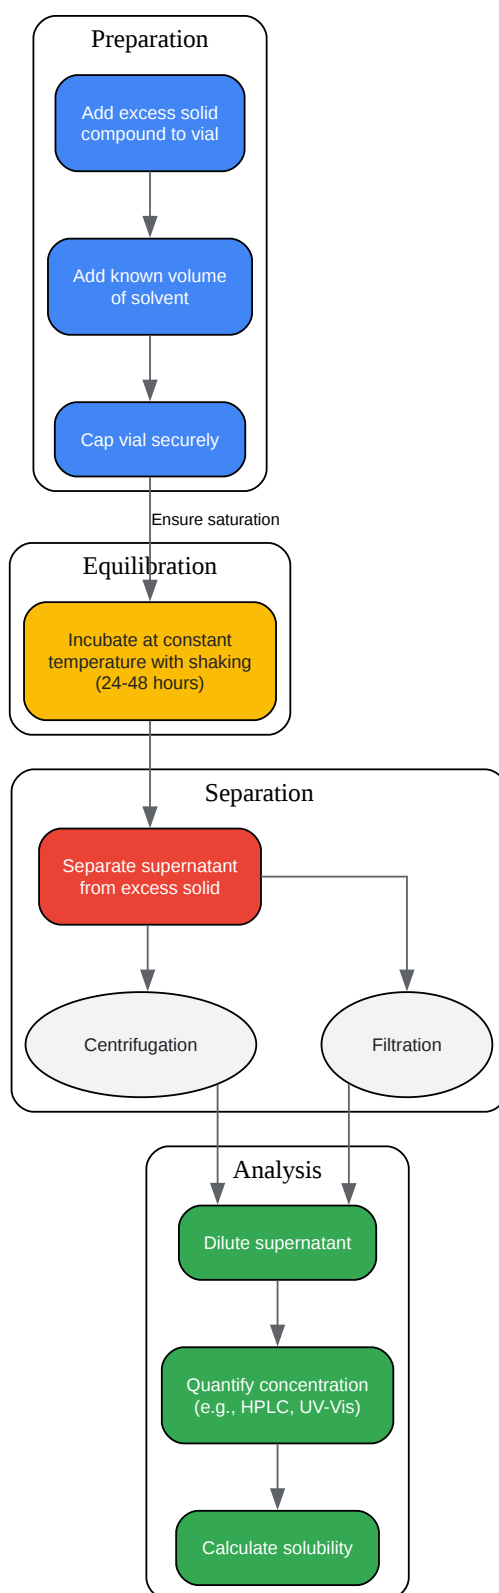 Preparation
Add excess solid
compound to vial
Add known volume
of solvent
Cap vial securely
Ensure saturation
Equilibration
Incubate at constant
temperature with shaking
(24-48 hours)
Separation
Separate supernatant
from excess solid
Centrifugation
Filtration
Analysis
Dilute supernatant
Quantify concentration
(e.g., HPLC, UV-Vis)
Calculate solubility